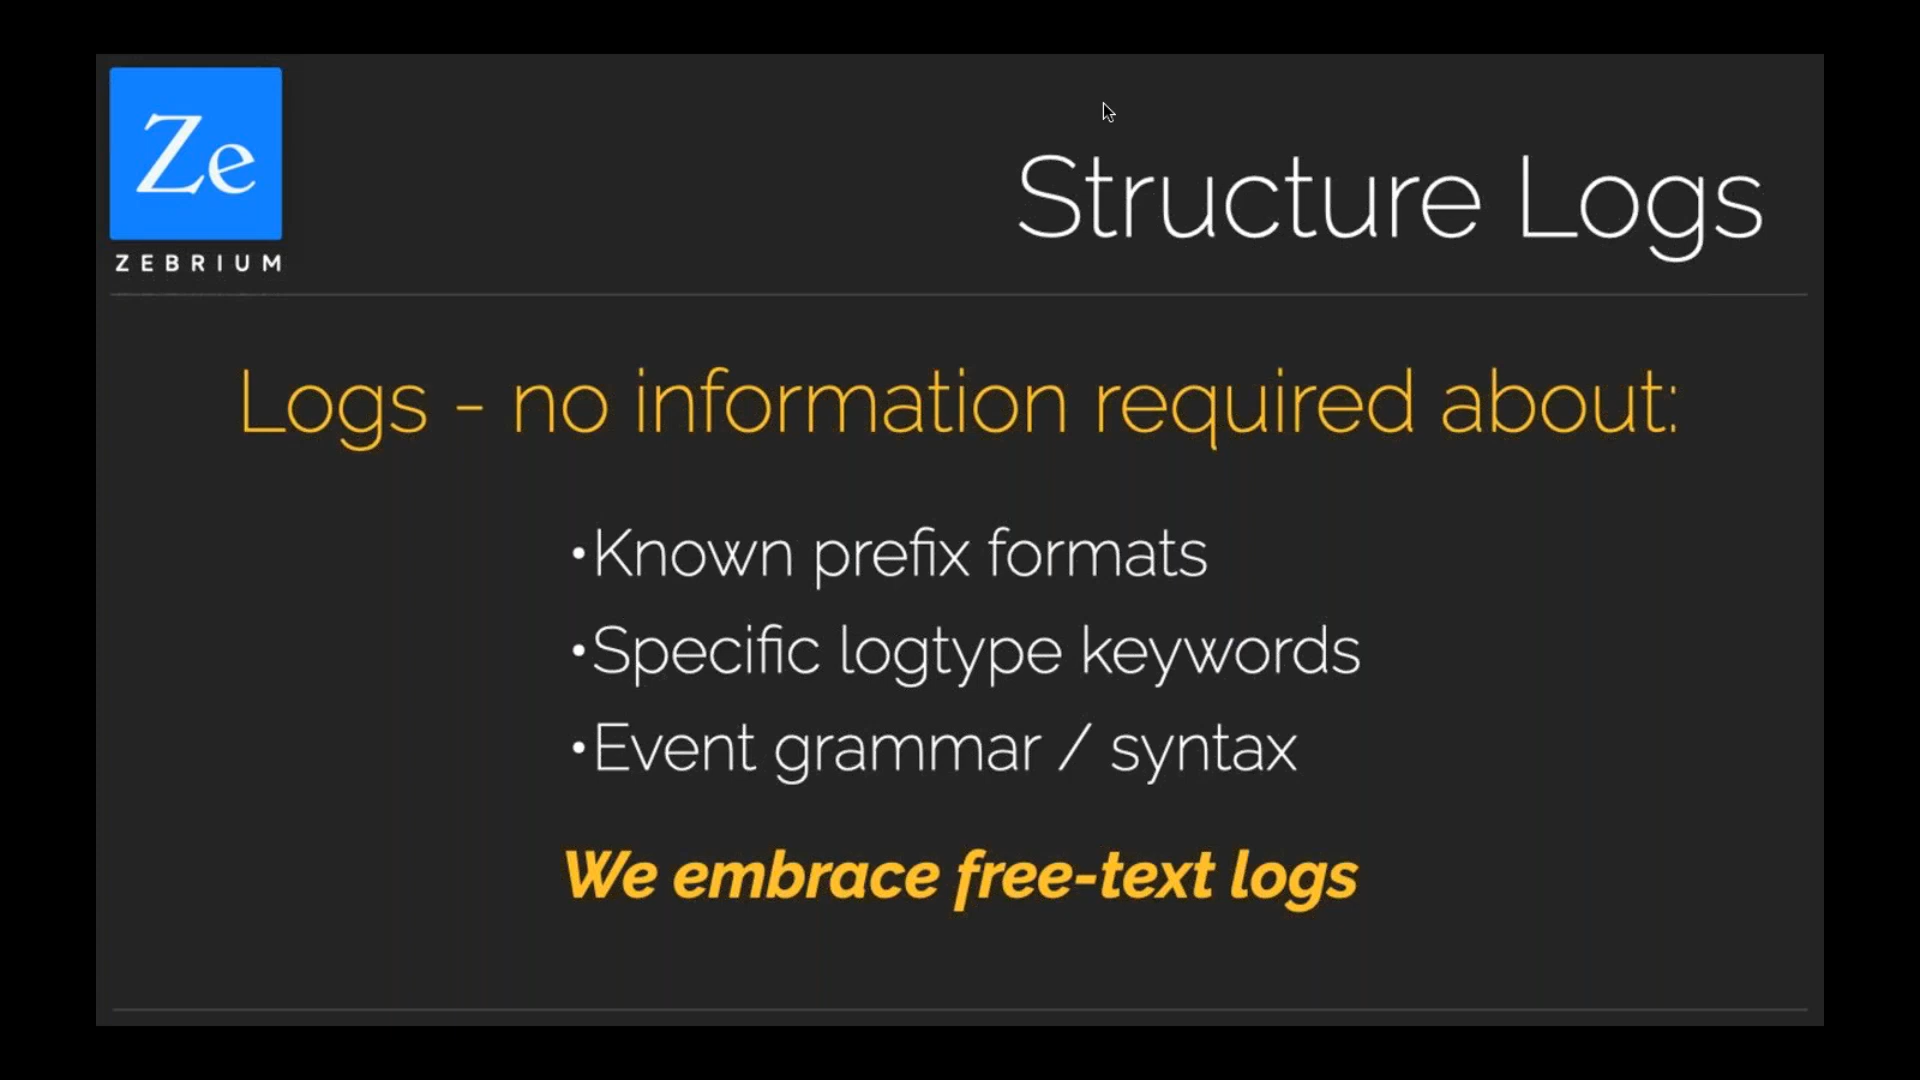 Ze
ZEBRIUM
Structure Logs
Logs - no information required about:
•Known prefix formats
•Specific logtype keywords
•Event grammar / syntax
We embrace free-text logs